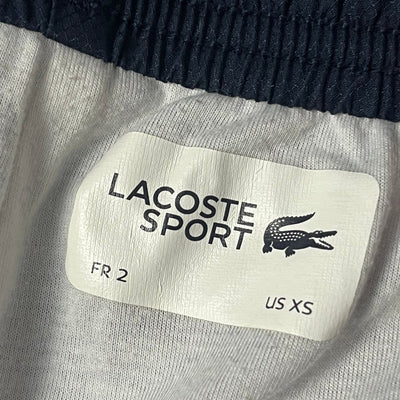 LACOSTE
SPORT
FR 2
US XS